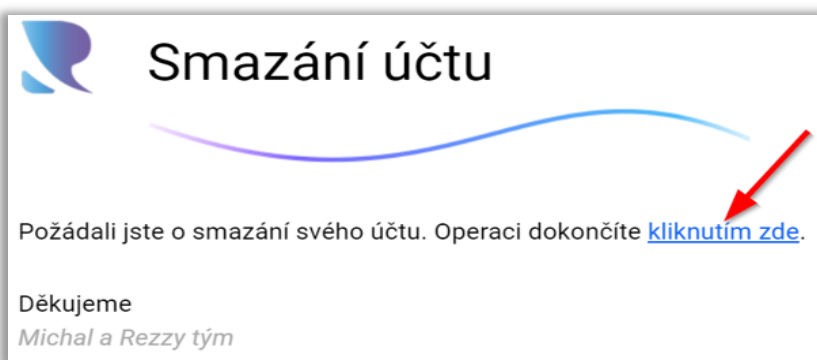 Smazání účtu
Požádali jste o smazání svého účtu. Operaci dokončíte kliknutím zde.
Děkujeme
Michal a Rezzy tým